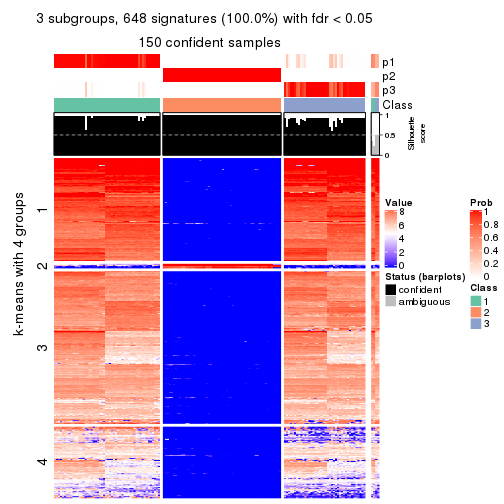 3 subgroups, 648 signatures (100.0%) with fdr < 0.05
150 confident samples
p1
p2
p3
Class
1
0.5
0
Silhouette
score
k-means with 4 groups
1
2
3
4
Value
8
6
4
2
0
Status (barplots)
confident
ambiguous
Prob
1
0.8
0.6
0.4
0.2
0
Class
1
2
3